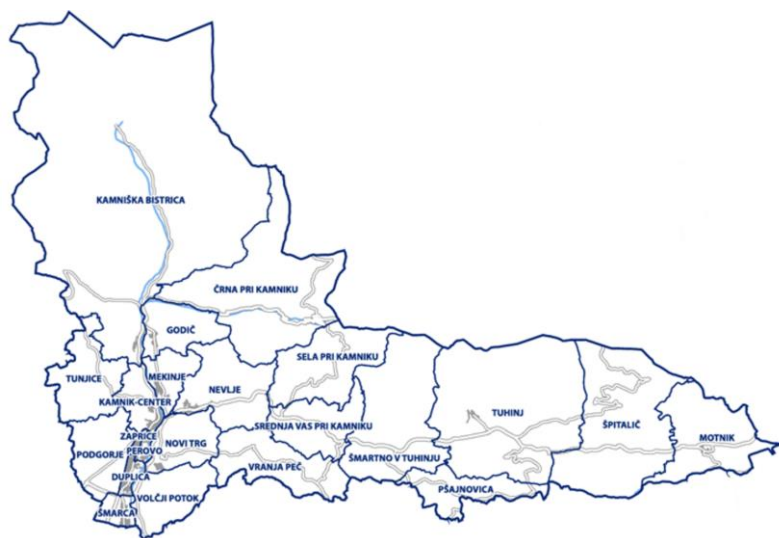 KAMNIŠKA BISTRICA
ČRNA PRI KAMNIKU
GODIČ
SELA PRI KAMNIKU
TUNJICE
MEKINJE
NEVLJE
KAMNIK-CENTER
TUHINJ
ŠPITALIČ
SREDNJA VAS PRI KAMNIKU
ZAPRICE
NOVI TRG
MOTNIK
PEROVO
PODGORJE
ŠMARTNO V TUHINJU
VRANJA PEČ
DUPLICA
PŠAJNOVICA
VOLČJI POTOK
ŠMARCA